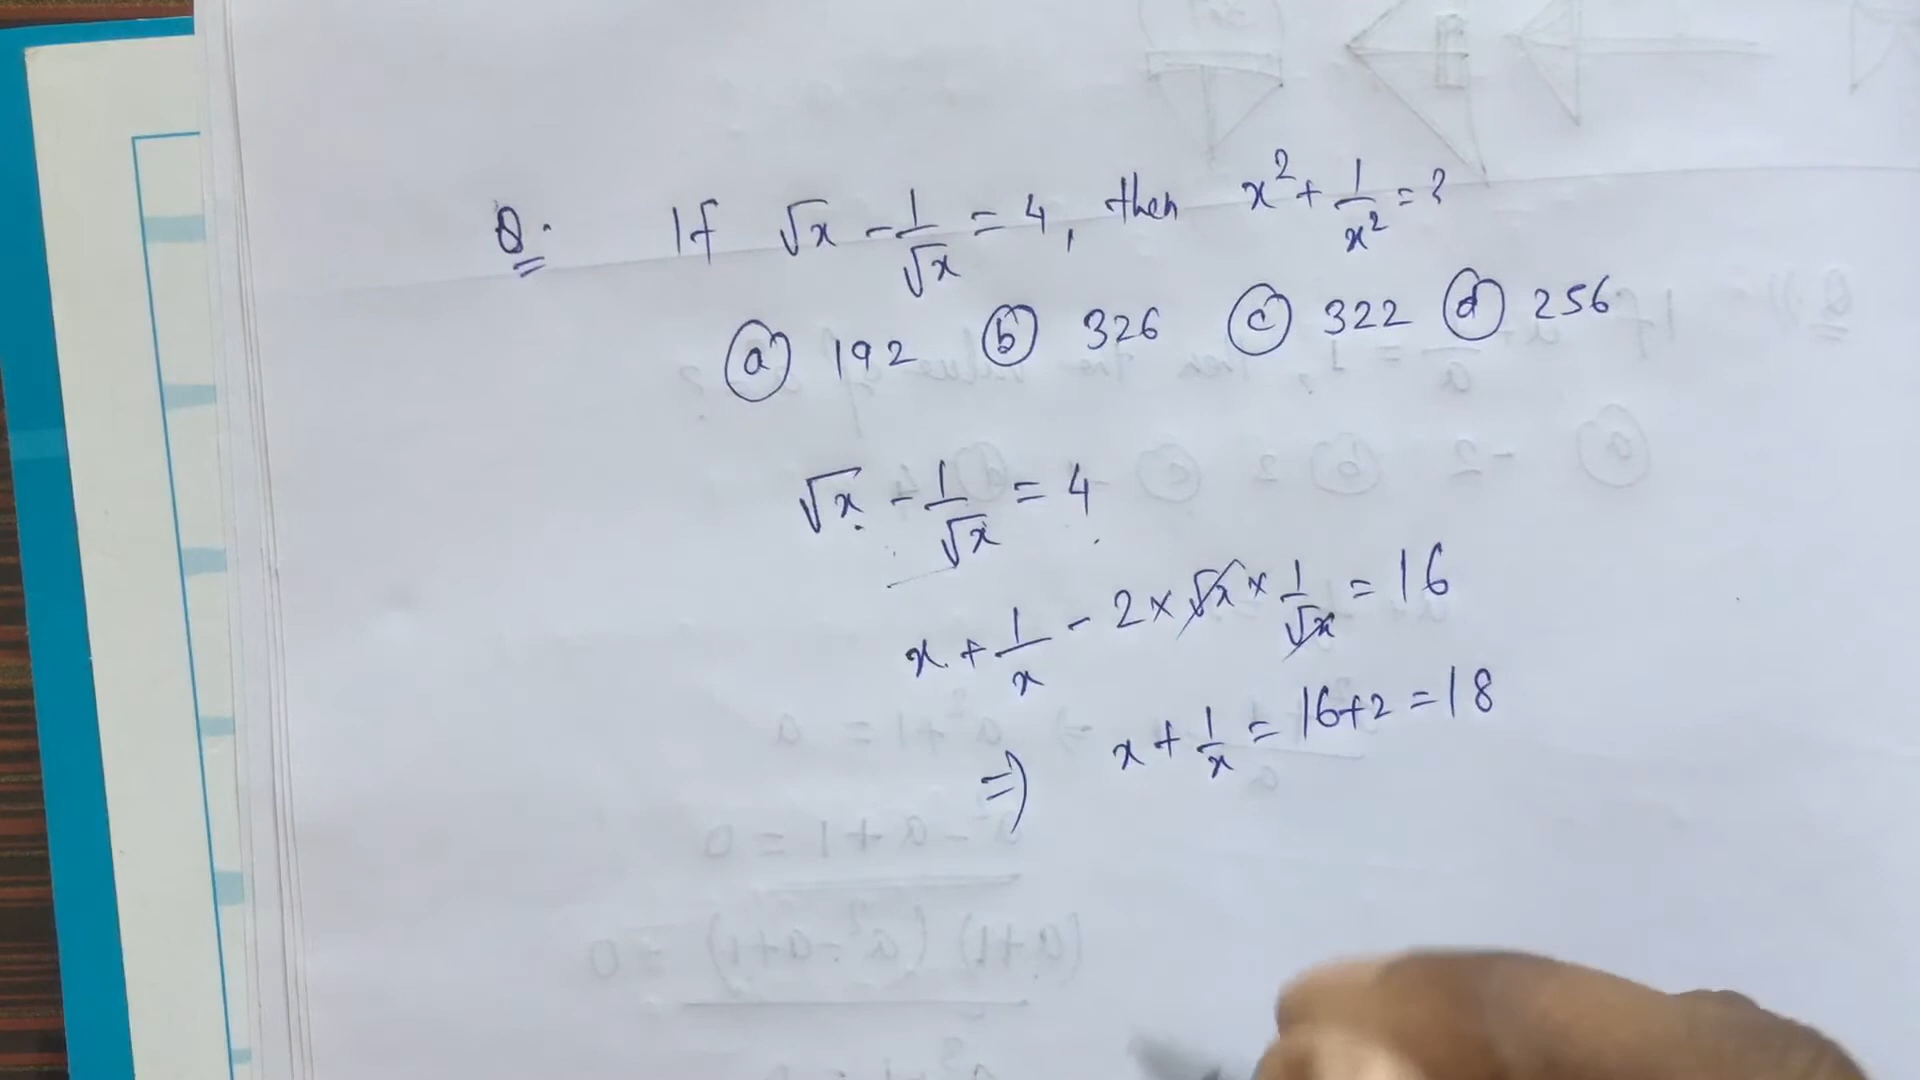 Q. If √x - 1/√x = 4, then x² + 1/x² = ?
(a) 192 (b) 326 (c) 322 (d) 256
√x - 1/√x = 4
x + 1/x - 2 × √x × 1/√x = 16
⇒ x + 1/x = 16+2 = 18